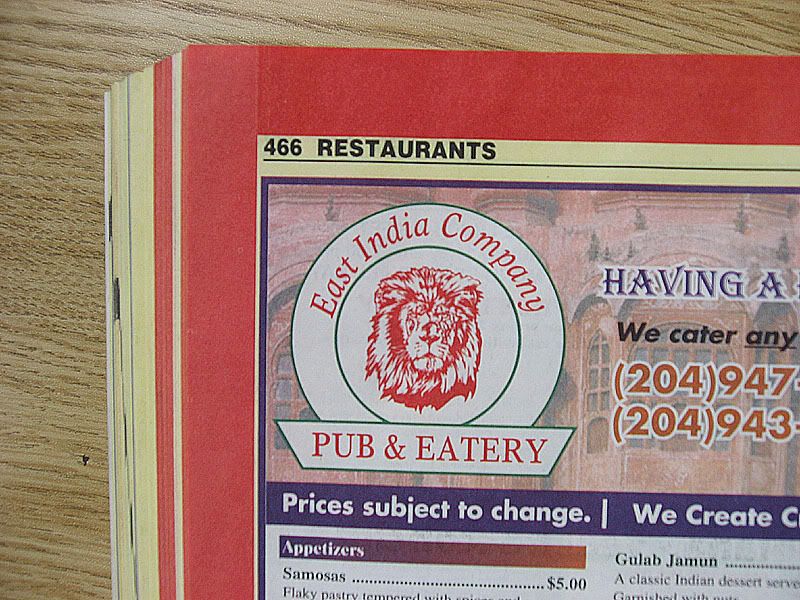 466 RESTAURANTS
East India Company
PUB & EATERY
HAVING A
We cater any
(204)947-
(204)943-
Prices subject to change. | We Create C
Appetizers
Samosas ........................................ $5.00
Flaky pastry tempered with spices and
Gulab Jamun ..............
A classic Indian dessert serve
Garnished with nuts